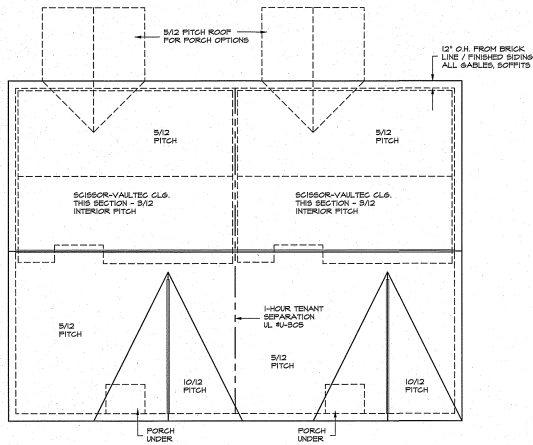 5/12 PITCH ROOF
FOR PORCH OPTIONS
12" O.H. FROM BRICK
LINE / FINISHED SIDING
ALL GABLES, SOFFITS
5/12
PITCH
5/12
PITCH
SCISSOR-VAULTEC CLG.
THIS SECTION - 3/12
INTERIOR PITCH
SCISSOR-VAULTEC CLG.
THIS SECTION - 3/12
INTERIOR PITCH
1-HOUR TENANT
SEPARATION
UL #U-305
5/12
PITCH
5/12
PITCH
10/12
PITCH
10/12
PITCH
PORCH
UNDER
PORCH
UNDER